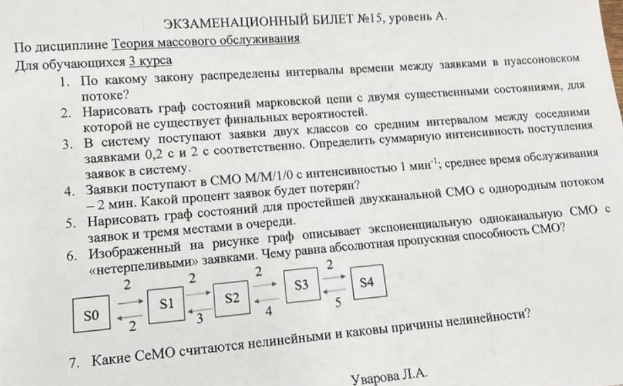 ЭКЗАМЕНАЦИОННЫЙ БИЛЕТ №15, уровень А.
По дисциплине Теория массового обслуживания
Для обучающихся 3 курса
1. По какому закону распределены интервалы времени между заявками в пуассоновском
потоке?
2. Нарисовать граф состояний марковской цепи с двумя существенными состояниями, для
которой не существует финальных вероятностей.
3. В систему поступают заявки двух классов со средним интервалом между соседними
заявками 0,2 с и 2 с соответственно. Определить суммарную интенсивность поступления
заявок в систему.
4. Заявки поступают в СМО M/M/1/0 с интенсивностью 1 мин⁻¹; среднее время обслуживания
– 2 мин. Какой процент заявок будет потерян?
5. Нарисовать граф состояний для простейшей двухканальной СМО с однородным потоком
заявок и тремя местами в очереди.
6. Изображенный на рисунке граф описывает экспоненциальную одноканальную СМО с
«нетерпеливыми» заявками. Чему равна абсолютная пропускная способность СМО?
2 2 2 2
S0 S1 S2 S3 S4
2 3 4 5
7. Какие СеМО считаются нелинейными и каковы причины нелинейности?
Уварова Л.А.